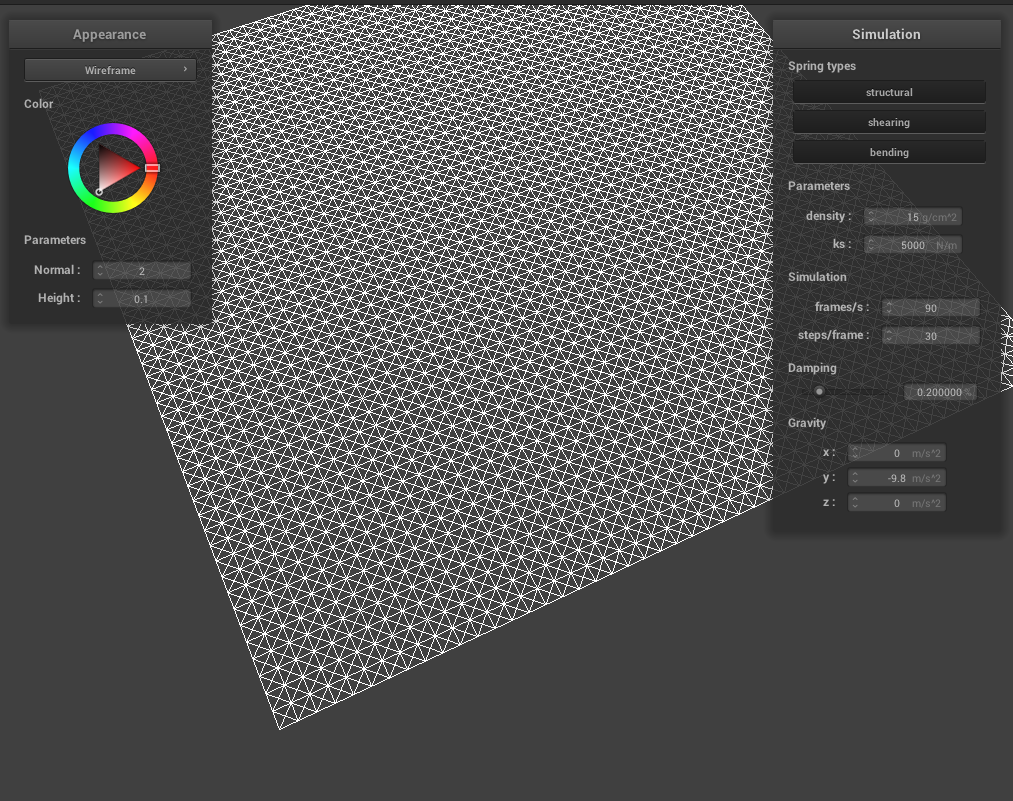 Appearance
Wireframe
Color
Parameters
Normal : 2
Height : 0.1
Simulation
Spring types
structural
shearing
bending
Parameters
density : 15 g/cm^2
ks : 5000 N/m
Simulation
frames/s : 90
steps/frame : 30
Damping
0.200000 %
Gravity
x : 0 m/s^2
y : -9.8 m/s^2
z : 0 m/s^2